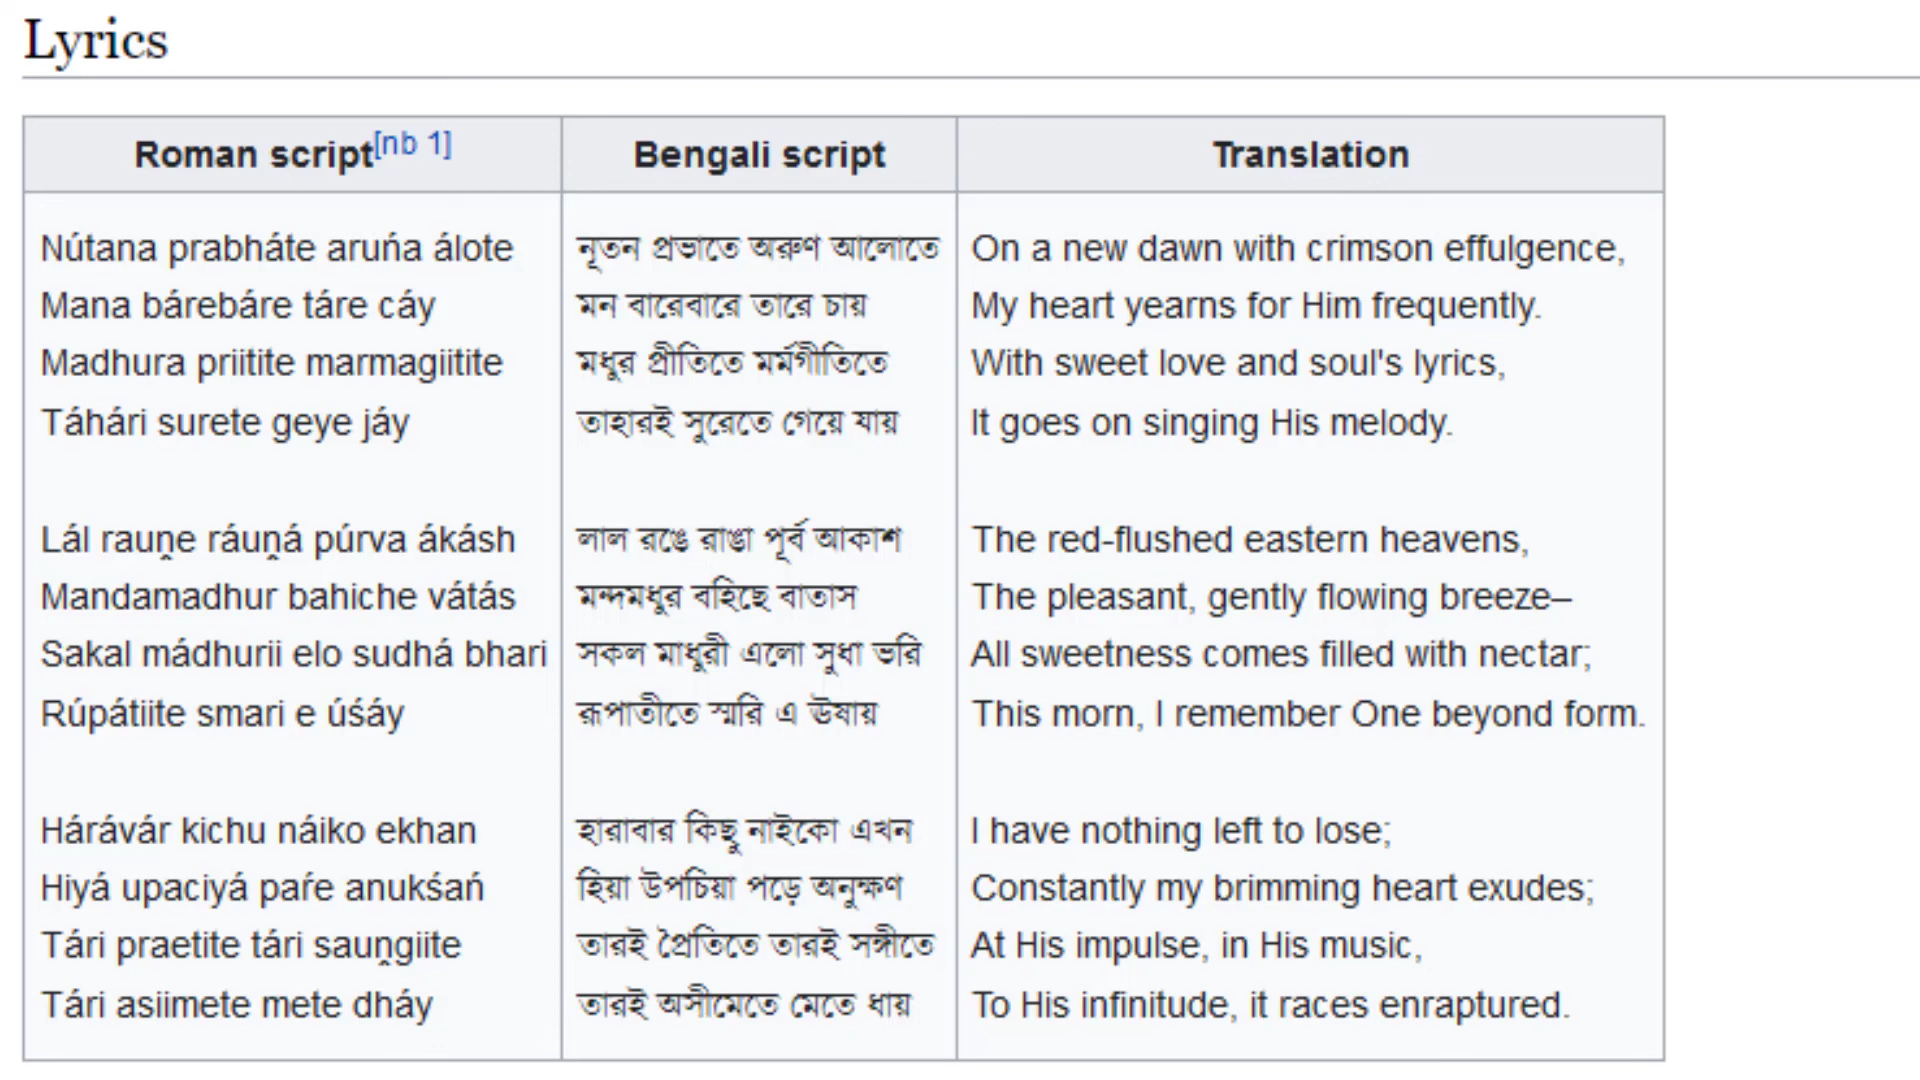 Lyrics
Roman script[nb 1] Bengali script Translation
Nútana prabháte aruńa álote নূতন প্রভাতে অরুণ আলোতে On a new dawn with crimson effulgence,
Mana bárebáre táre cáy মন বারেবারে তারে চায় My heart yearns for Him frequently.
Madhura priitite marmagiitite মধুর প্রীতিতে মর্মগীতিতে With sweet love and soul's lyrics,
Táhári surete geye jáy তাহারই সুরেতে গেয়ে যায় It goes on singing His melody.
Lál raun̪e ráun̪á púrva ákásh লাল রঙে রাঙা পূর্ব আকাশ The red-flushed eastern heavens,
Mandamadhur bahiche vátás মন্দমধুর বহিছে বাতাস The pleasant, gently flowing breeze–
Sakal mádhurii elo sudhá bhari সকল মাধুরী এলো সুধা ভরি All sweetness comes filled with nectar;
Rúpátiite smari e úśáy রূপাতীতে স্মরি এ ঊষায় This morn, I remember One beyond form.
Hárávár kichu náiko ekhan হারাবার কিছু নাইকো এখন I have nothing left to lose;
Hiyá upaciyá paŕe anukśań হিয়া উপচিয়া পড়ে অনুক্ষণ Constantly my brimming heart exudes;
Tári praetite tári saun̪giite তারই প্রৈতিতে তারই সঙ্গীতে At His impulse, in His music,
Tári asiimete mete dháy তারই অসীমেতে মেতে ধায় To His infinitude, it races enraptured.